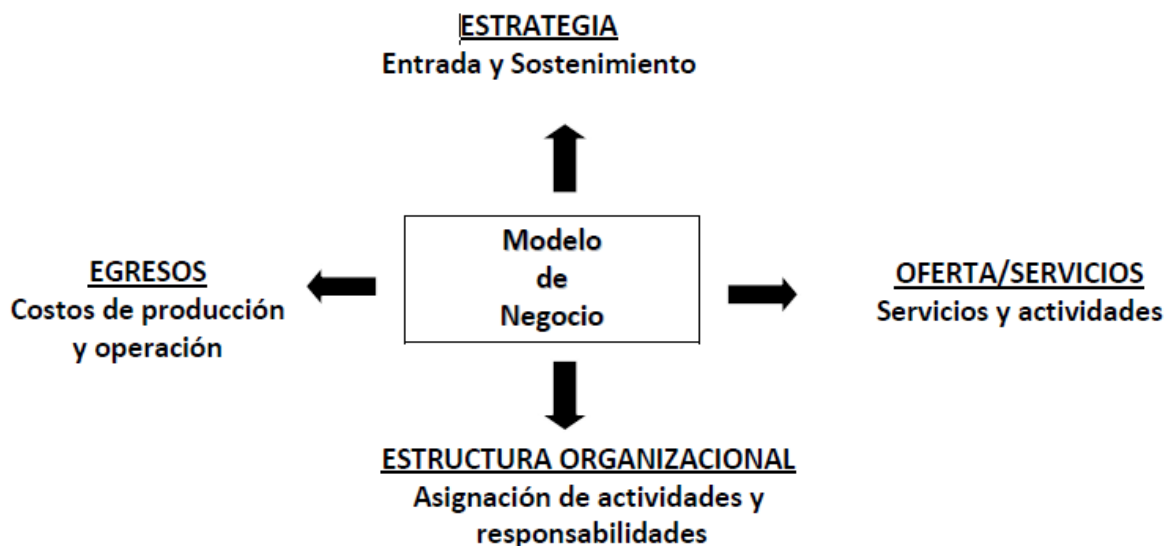 ESTRATEGIA
Entrada y Sostenimiento
EGRESOS
Costos de producción
y operación
Modelo
de
Negocio
OFERTA/SERVICIOS
Servicios y actividades
ESTRUCTURA ORGANIZACIONAL
Asignación de actividades y
responsabilidades